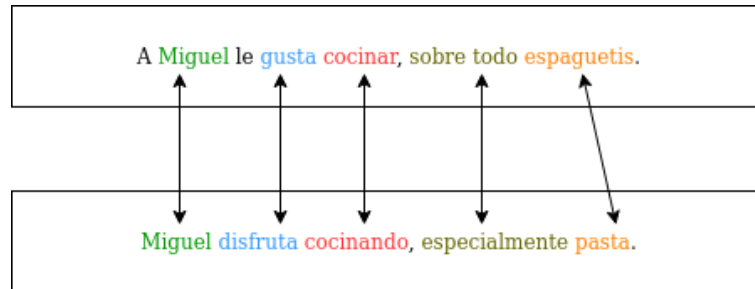 A Miguel le gusta cocinar, sobre todo espaguetis.
Miguel disfruta cocinando, especialmente pasta.